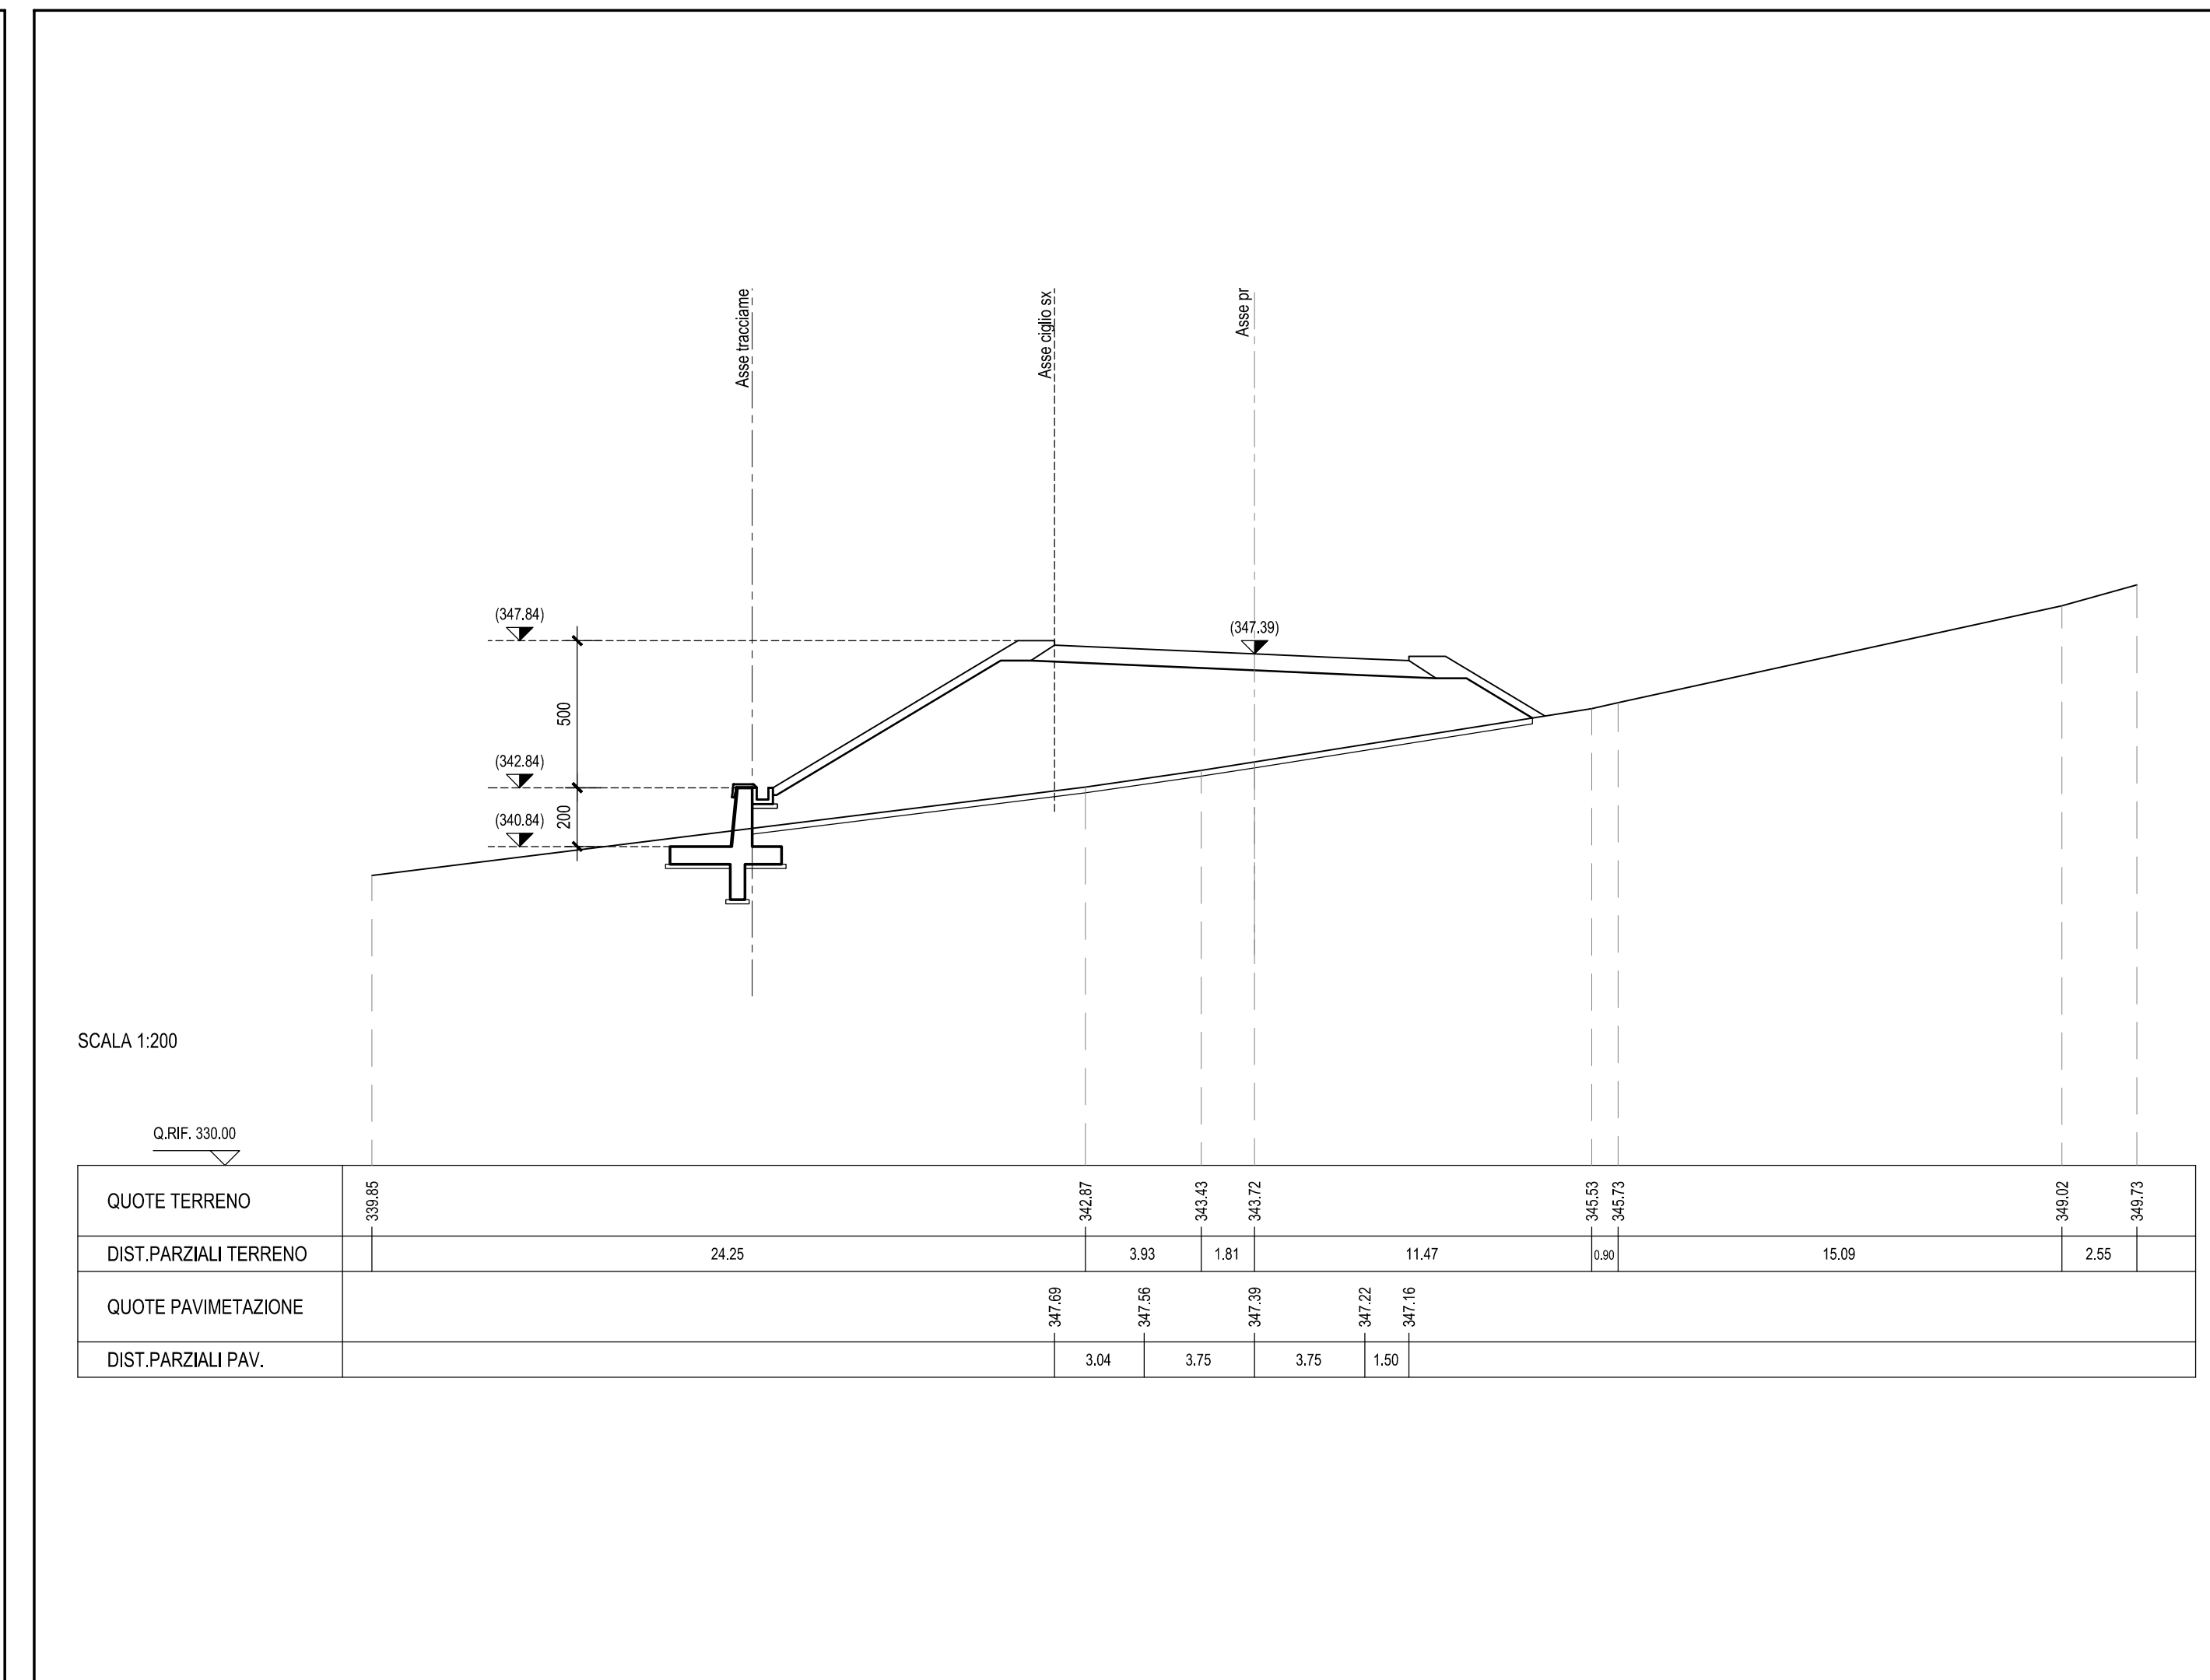 Asse tracciame
Asse ciglio sx
Asse pr
(347.84)
(347.39)
500
(342.84)
200
(340.84)
SCALA 1:200
Q.RIF. 330.00
QUOTE TERRENO 339.85 342.87 343.43 343.72 345.53 345.73 349.02 349.73
DIST.PARZIALI TERRENO 24.25 3.93 1.81 11.47 0.90 15.09 2.55
QUOTE PAVIMETAZIONE 347.69 347.56 347.39 347.22 347.16
DIST.PARZIALI PAV. 3.04 3.75 3.75 1.50